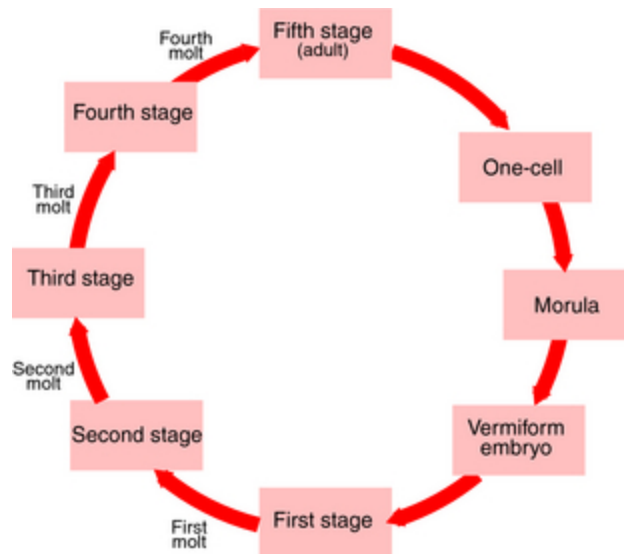 Fifth stage
(adult)
One-cell
Morula
Vermiform
embryo
First stage
First
molt
Second stage
Second
molt
Third stage
Third
molt
Fourth stage
Fourth
molt